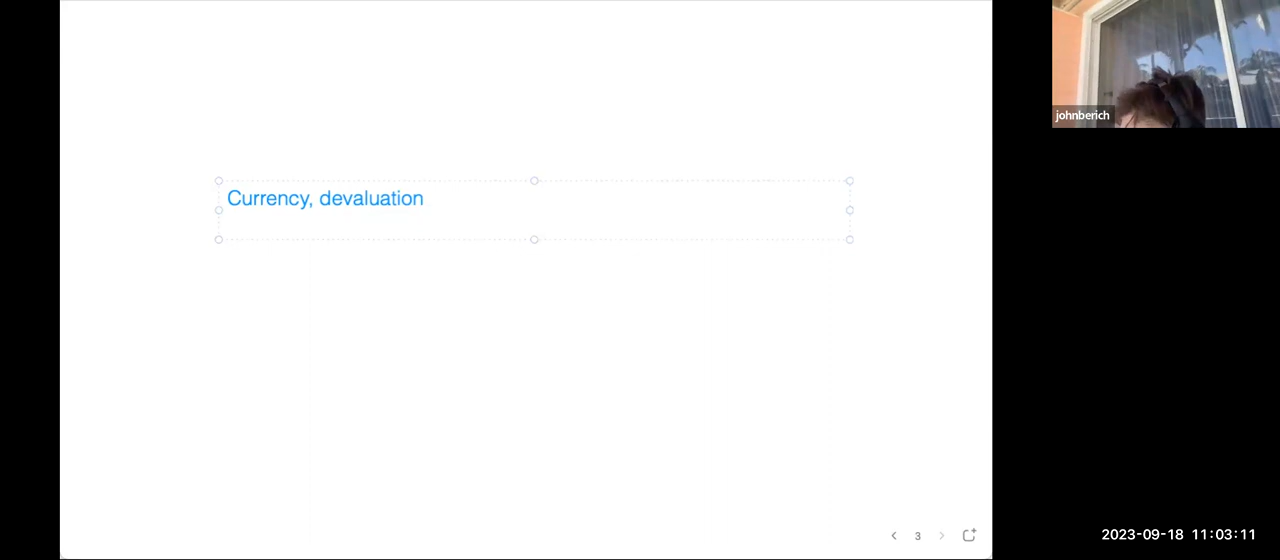 Currency, devaluation
johnberich
3
2023-09-18 11:03:11